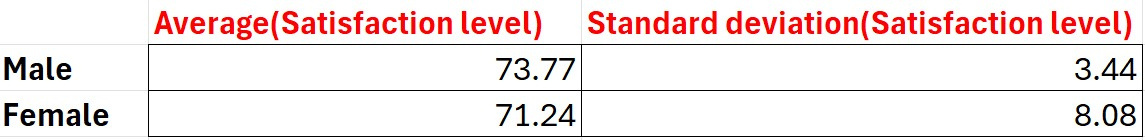 Average(Satisfaction level) Standard deviation(Satisfaction level)
Male 73.77 3.44
Female 71.24 8.08